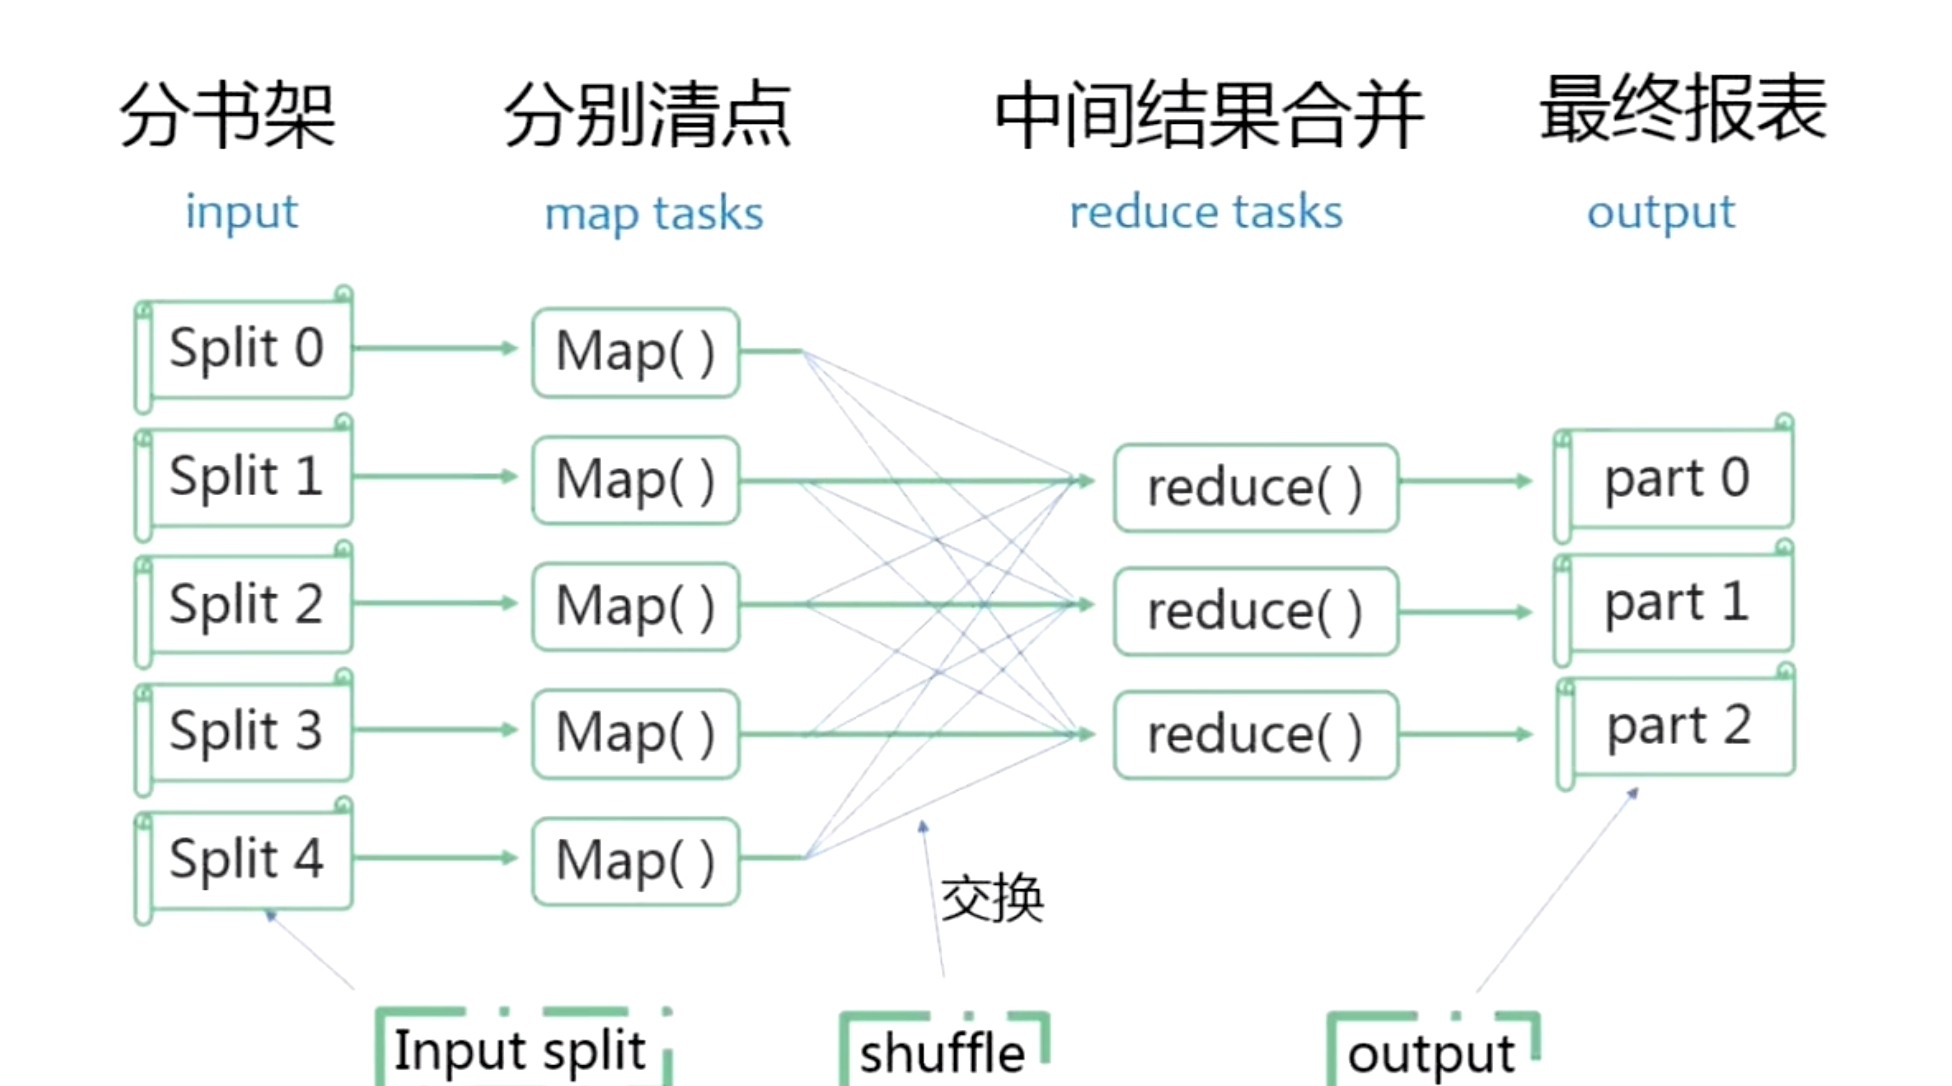 分书架 分别清点 中间结果合并 最终报表
input map tasks reduce tasks output
Split 0 Map( )
Split 1 Map( ) reduce( ) part 0
Split 2 Map( ) reduce( ) part 1
Split 3 Map( ) reduce( ) part 2
Split 4 Map( )
交换
Input split shuffle output